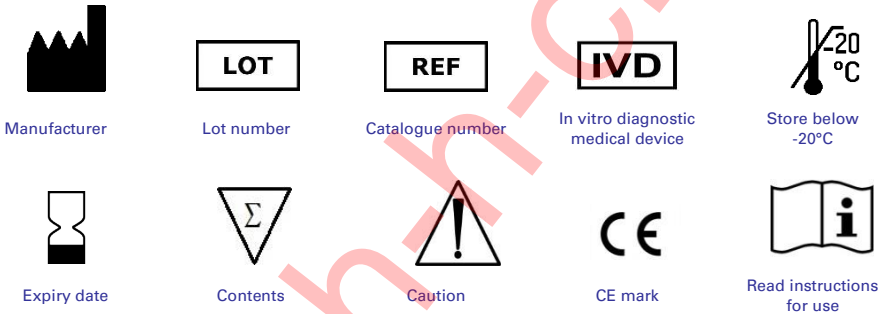 LOT
REF
IVD
-20
°C
Manufacturer
Lot number
Catalogue number
In vitro diagnostic
medical device
Store below
-20°C
Σ
!
i
CE
Expiry date
Contents
Caution
CE mark
Read instructions
for use